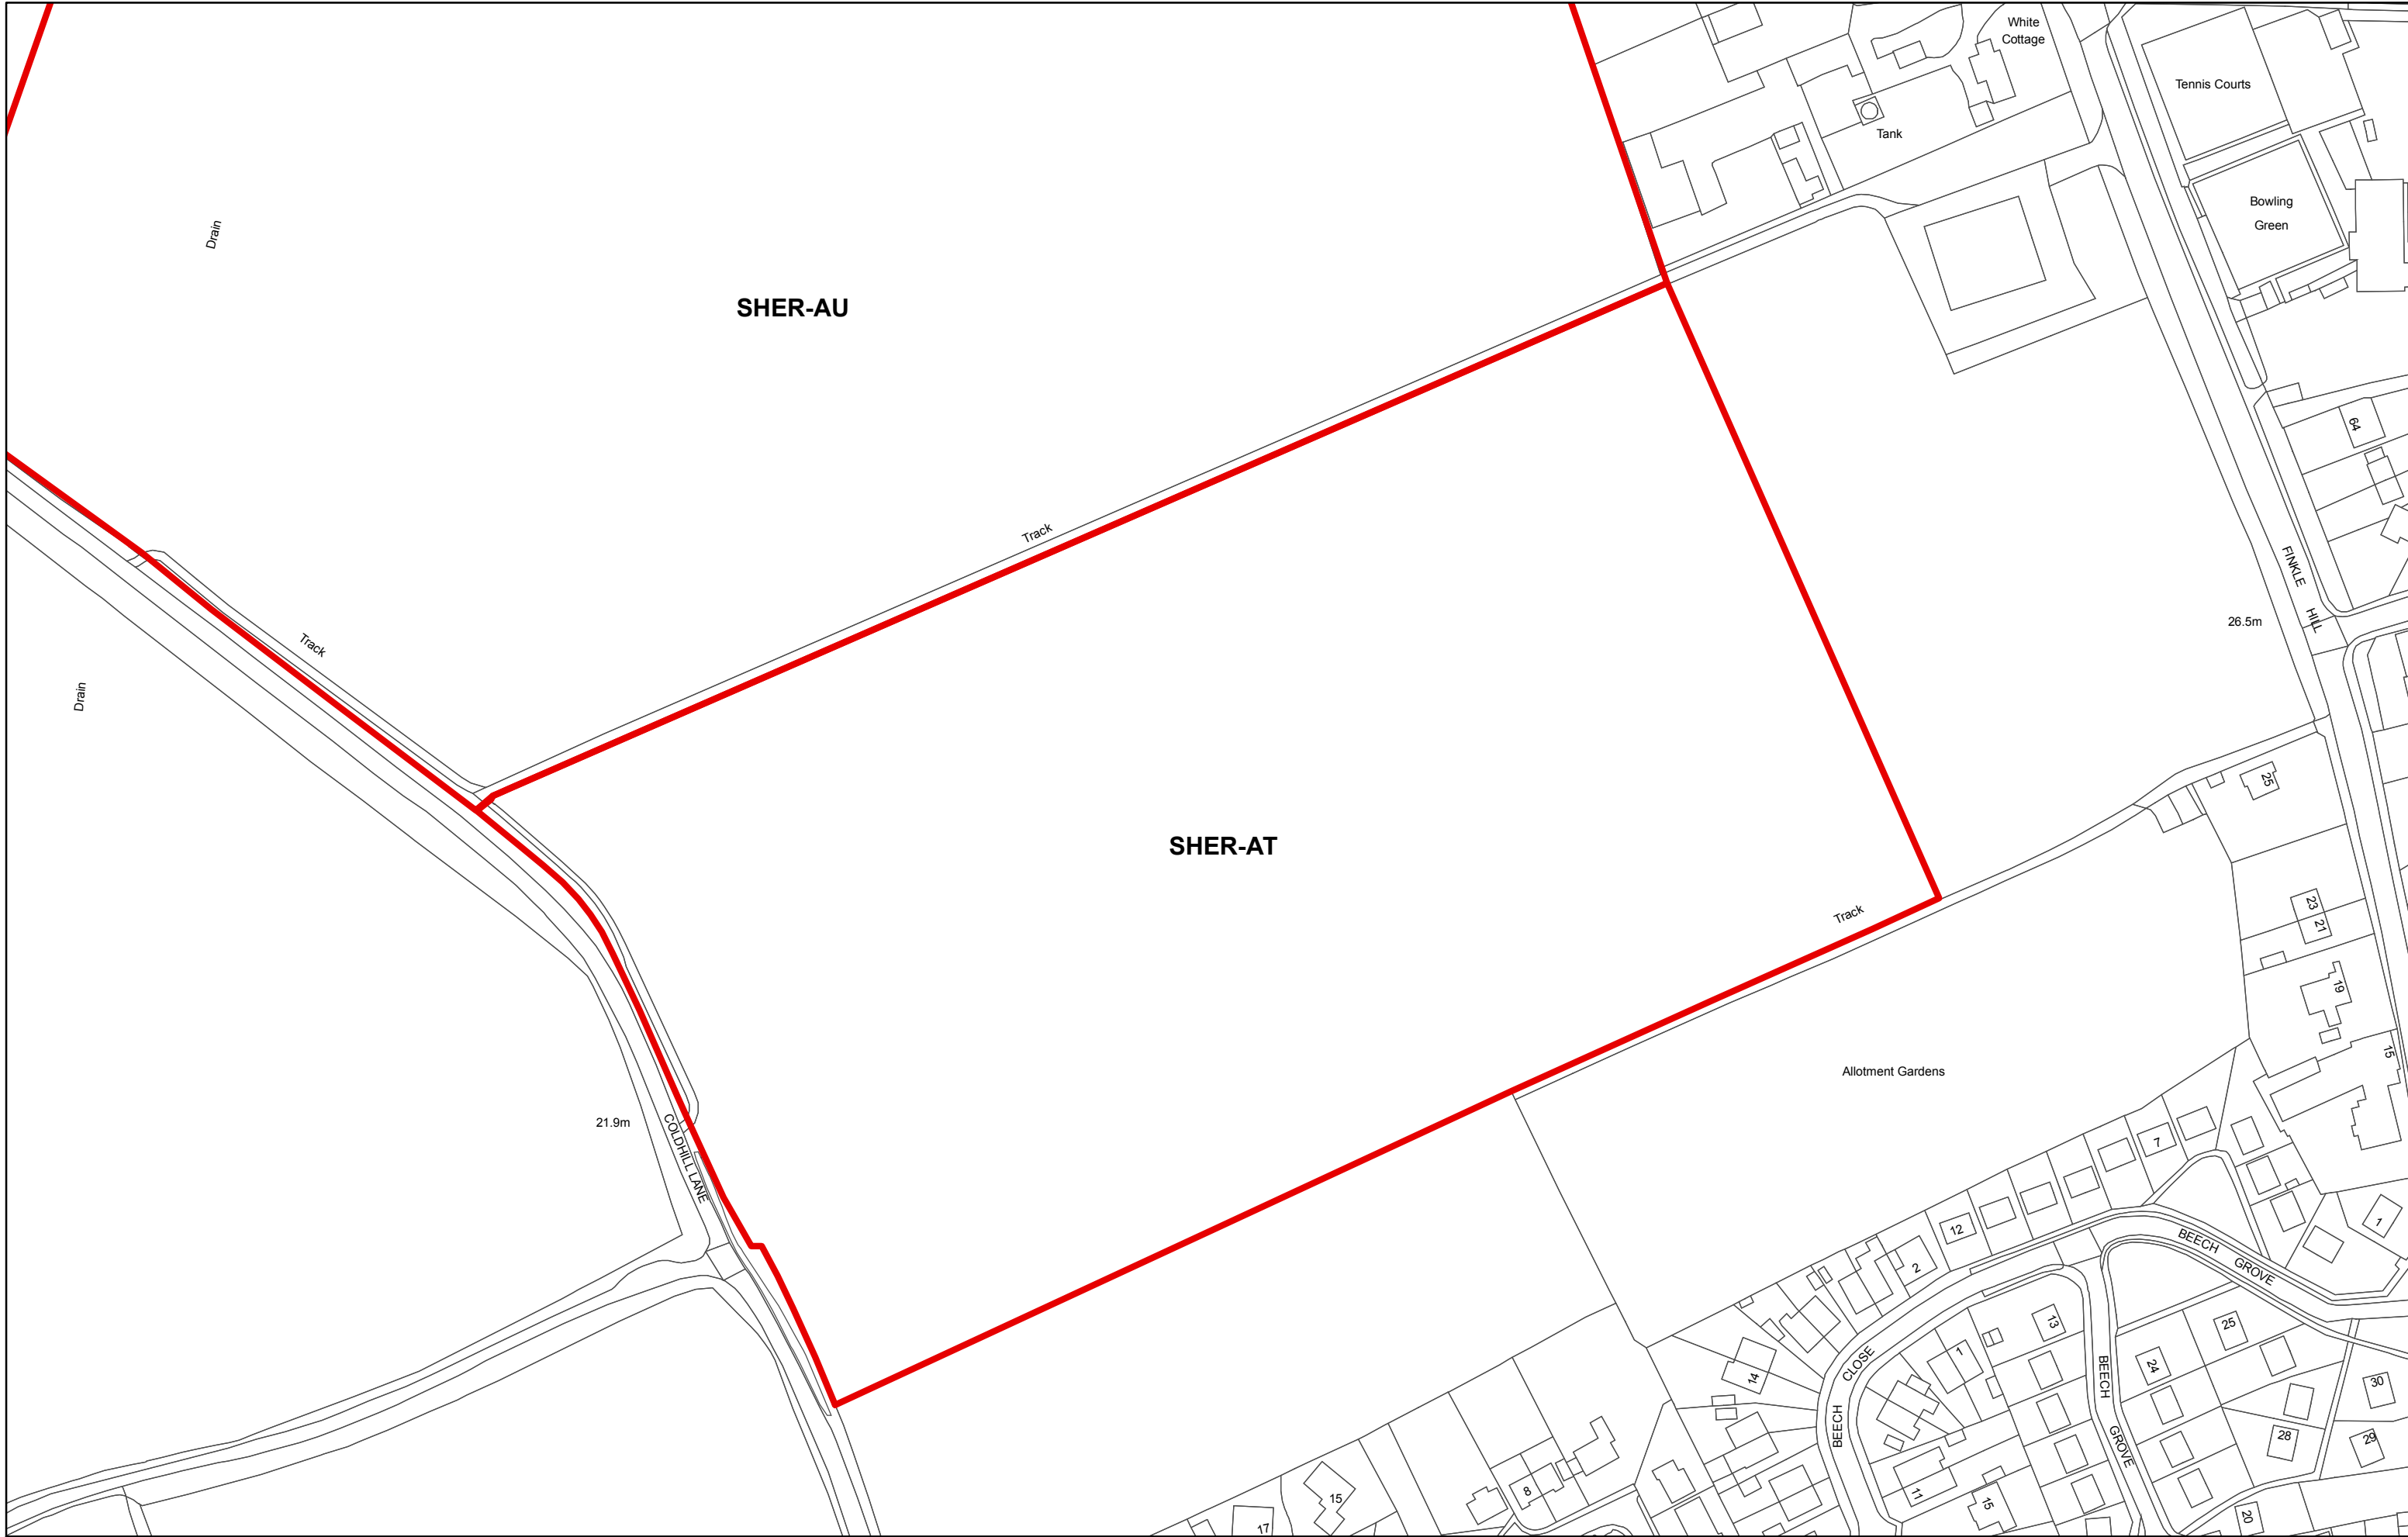 White
Cottage
Tennis Courts
Tank
Bowling
Green
Drain
SHER-AU
64
Track
FINKLE HILL
26.5m
Track
Drain
25
SHER-AT
23
21
Track
19
15
Allotment Gardens
21.9m
COLDHILL LANE
7
12
2
1
BEECH GROVE
13
25
1
BEECH CLOSE
14
24
BEECH GROVE
30
28
29
8
15
11
15
17
20